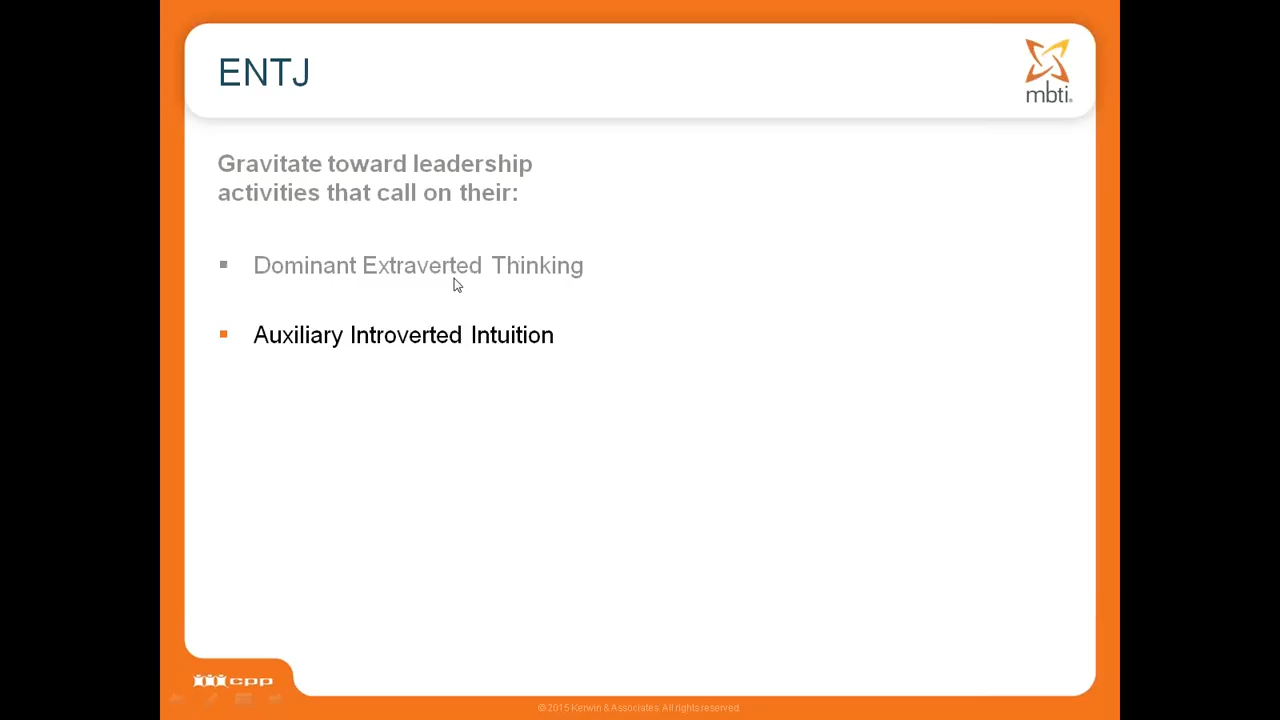 ENTJ
mbti®
Gravitate toward leadership
activities that call on their:
▪ Dominant Extraverted Thinking
▪ Auxiliary Introverted Intuition
cpp
© 2015 Kerwin & Associates. All rights reserved.